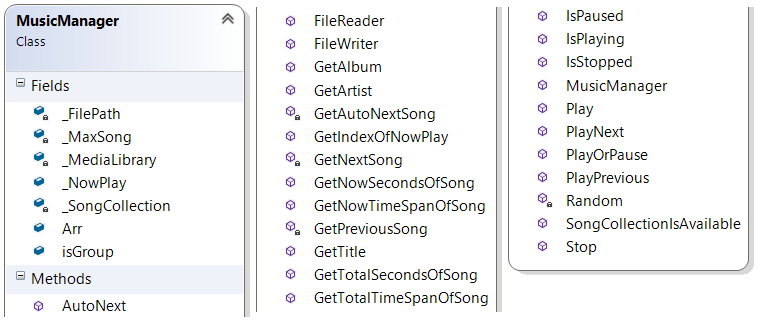 MusicManager
Class
Fields
_FilePath
_MaxSong
_MediaLibrary
_NowPlay
_SongCollection
Arr
isGroup
Methods
AutoNext
FileReader
FileWriter
GetAlbum
GetArtist
GetAutoNextSong
GetIndexOfNowPlay
GetNextSong
GetNowSecondsOfSong
GetNowTimeSpanOfSong
GetPreviousSong
GetTitle
GetTotalSecondsOfSong
GetTotalTimeSpanOfSong
IsPaused
IsPlaying
IsStopped
MusicManager
Play
PlayNext
PlayOrPause
PlayPrevious
Random
SongCollectionIsAvailable
Stop